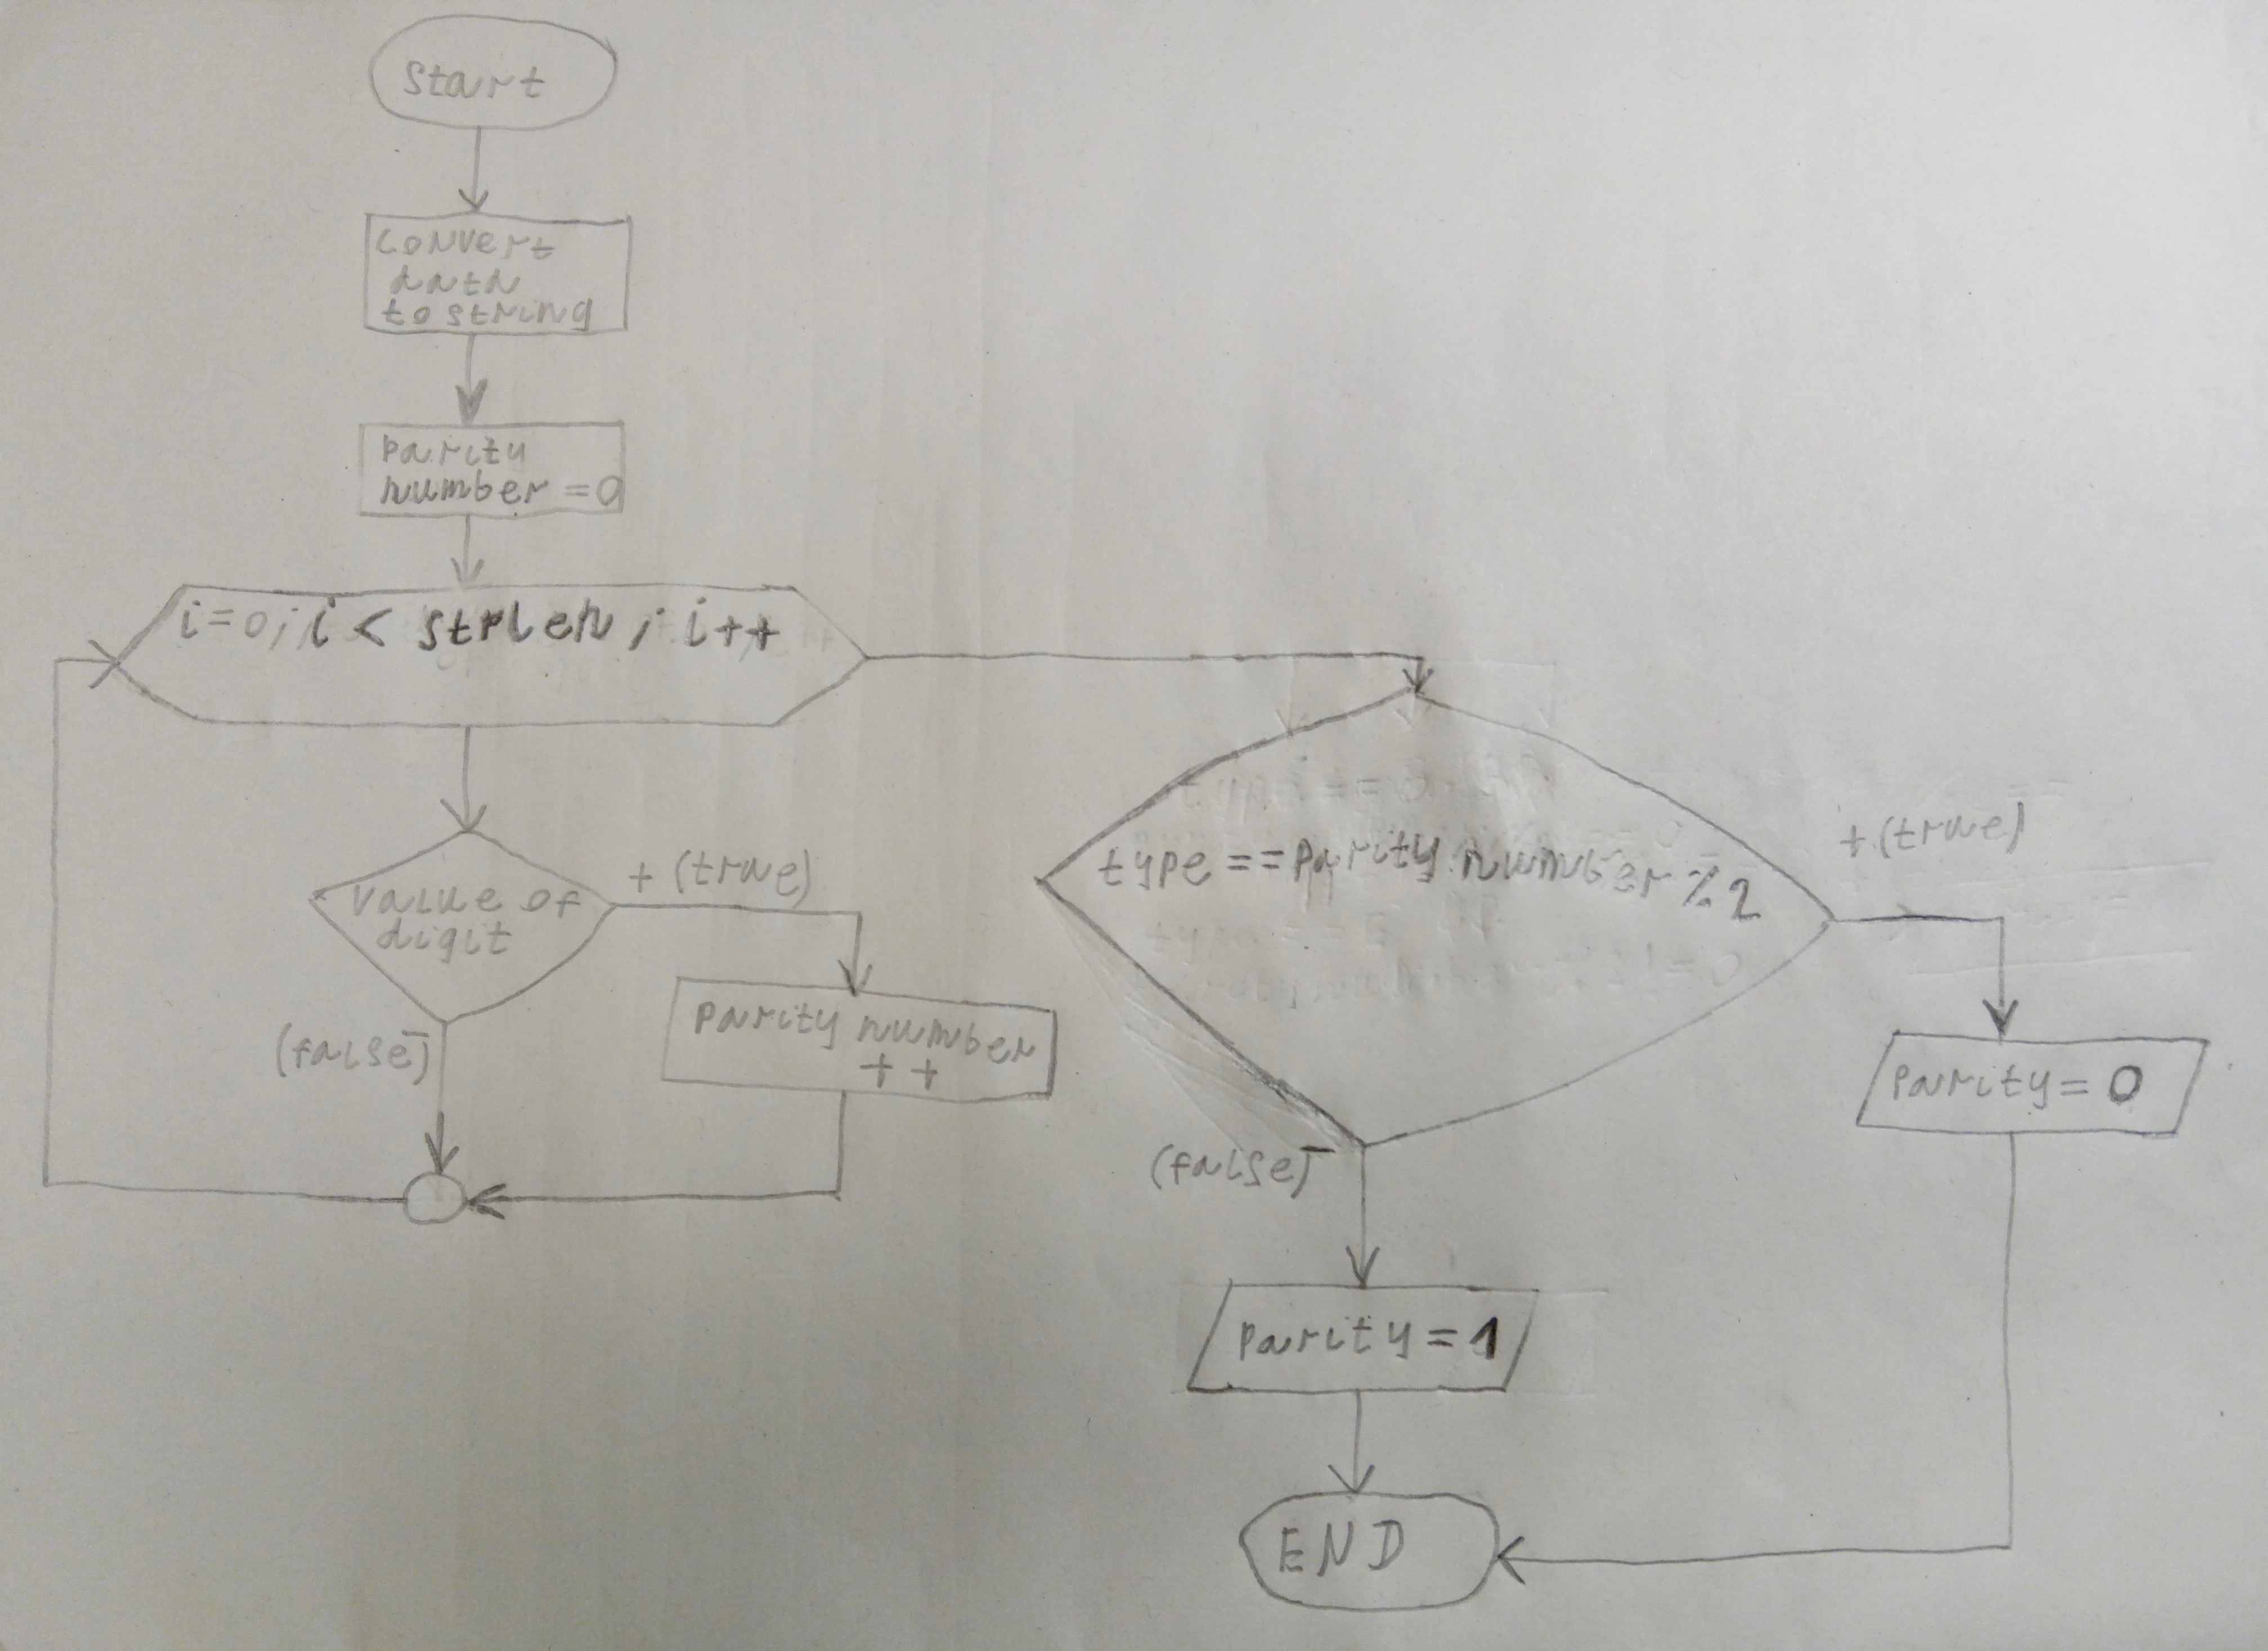 Start
convert
data
to string
parity
number = 0
i=0; i < strlen; i++
value of
digit
+ (true)
(false) -
parity number
++
type == parity number % 2
+ (true)
(false) -
parity = 0
parity = 1
END